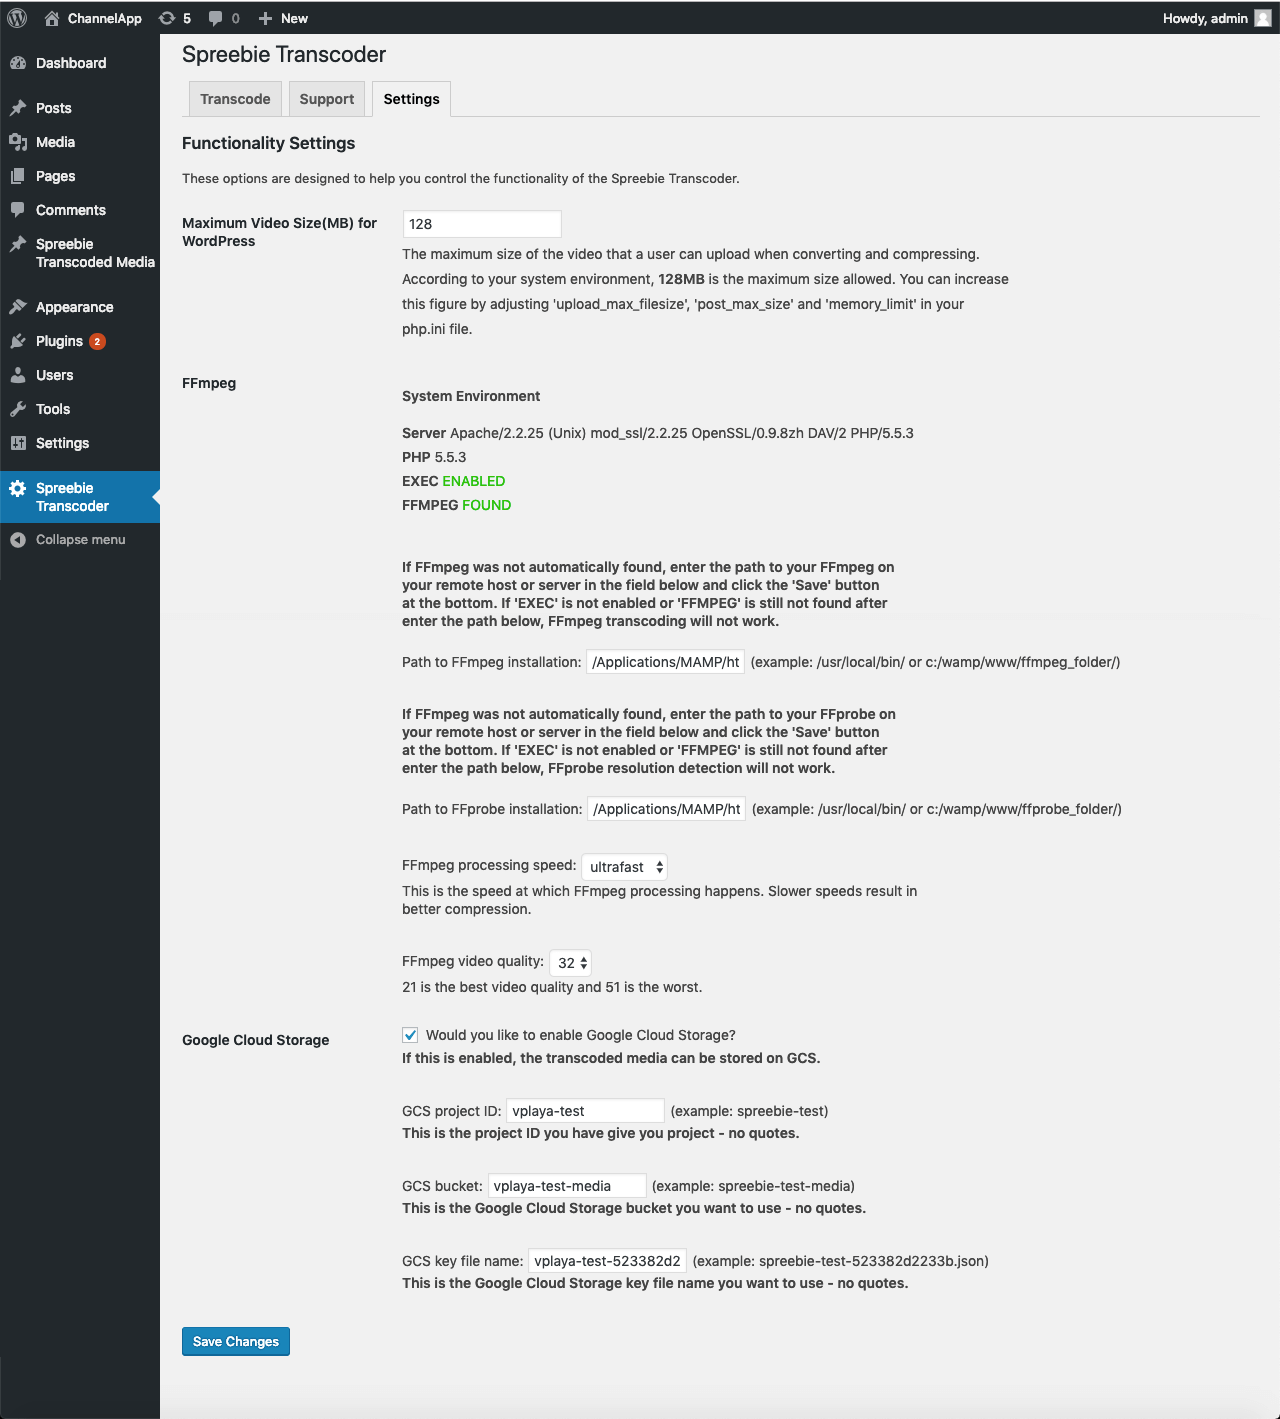 ChannelApp 5 0 New Howdy, admin
Dashboard
Posts
Media
Pages
Comments
Spreebie
Transcoded Media
Appearance
Plugins 2
Users
Tools
Settings
Spreebie
Transcoder
Collapse menu
Spreebie Transcoder
Transcode Support Settings
Functionality Settings
These options are designed to help you control the functionality of the Spreebie Transcoder.
Maximum Video Size(MB) for
WordPress
128
The maximum size of the video that a user can upload when converting and compressing.
According to your system environment, 128MB is the maximum size allowed. You can increase
this figure by adjusting 'upload_max_filesize', 'post_max_size' and 'memory_limit' in your
php.ini file.
FFmpeg
System Environment
Server Apache/2.2.25 (Unix) mod_ssl/2.2.25 OpenSSL/0.9.8zh DAV/2 PHP/5.5.3
PHP 5.5.3
EXEC ENABLED
FFMPEG FOUND
If FFmpeg was not automatically found, enter the path to your FFmpeg on
your remote host or server in the field below and click the 'Save' button
at the bottom. If 'EXEC' is not enabled or 'FFMPEG' is still not found after
enter the path below, FFmpeg transcoding will not work.
Path to FFmpeg installation: /Applications/MAMP/ht (example: /usr/local/bin/ or c:/wamp/www/ffmpeg_folder/)
If FFmpeg was not automatically found, enter the path to your FFprobe on
your remote host or server in the field below and click the 'Save' button
at the bottom. If 'EXEC' is not enabled or 'FFMPEG' is still not found after
enter the path below, FFprobe resolution detection will not work.
Path to FFprobe installation: /Applications/MAMP/ht (example: /usr/local/bin/ or c:/wamp/www/ffprobe_folder/)
FFmpeg processing speed: ultrafast
This is the speed at which FFmpeg processing happens. Slower speeds result in
better compression.
FFmpeg video quality: 32
21 is the best video quality and 51 is the worst.
Google Cloud Storage
Would you like to enable Google Cloud Storage?
If this is enabled, the transcoded media can be stored on GCS.
GCS project ID: vplaya-test (example: spreebie-test)
This is the project ID you have give you project - no quotes.
GCS bucket: vplaya-test-media (example: spreebie-test-media)
This is the Google Cloud Storage bucket you want to use - no quotes.
GCS key file name: vplaya-test-523382d2 (example: spreebie-test-523382d2233b.json)
This is the Google Cloud Storage key file name you want to use - no quotes.
Save Changes